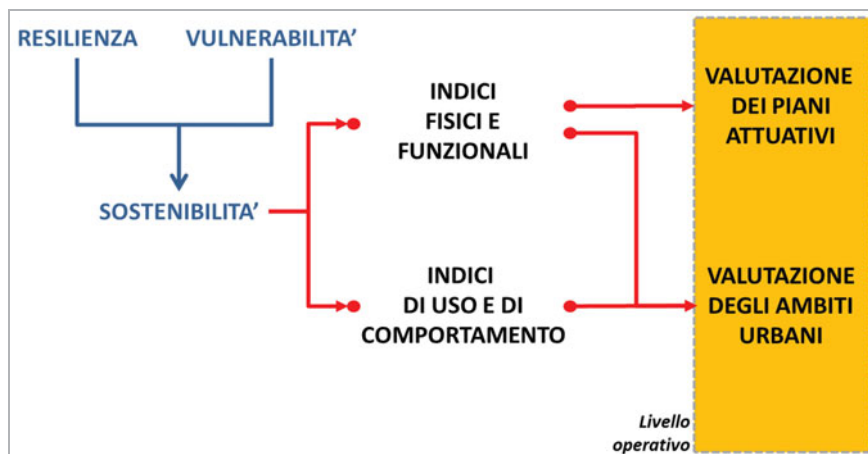 RESILIENZA
VULNERABILITA’
SOSTENIBILITA’
INDICI
FISICI E
FUNZIONALI
INDICI
DI USO E DI
COMPORTAMENTO
VALUTAZIONE
DEI PIANI
ATTUATIVI
VALUTAZIONE
DEGLI AMBITI
URBANI
Livello
operativo